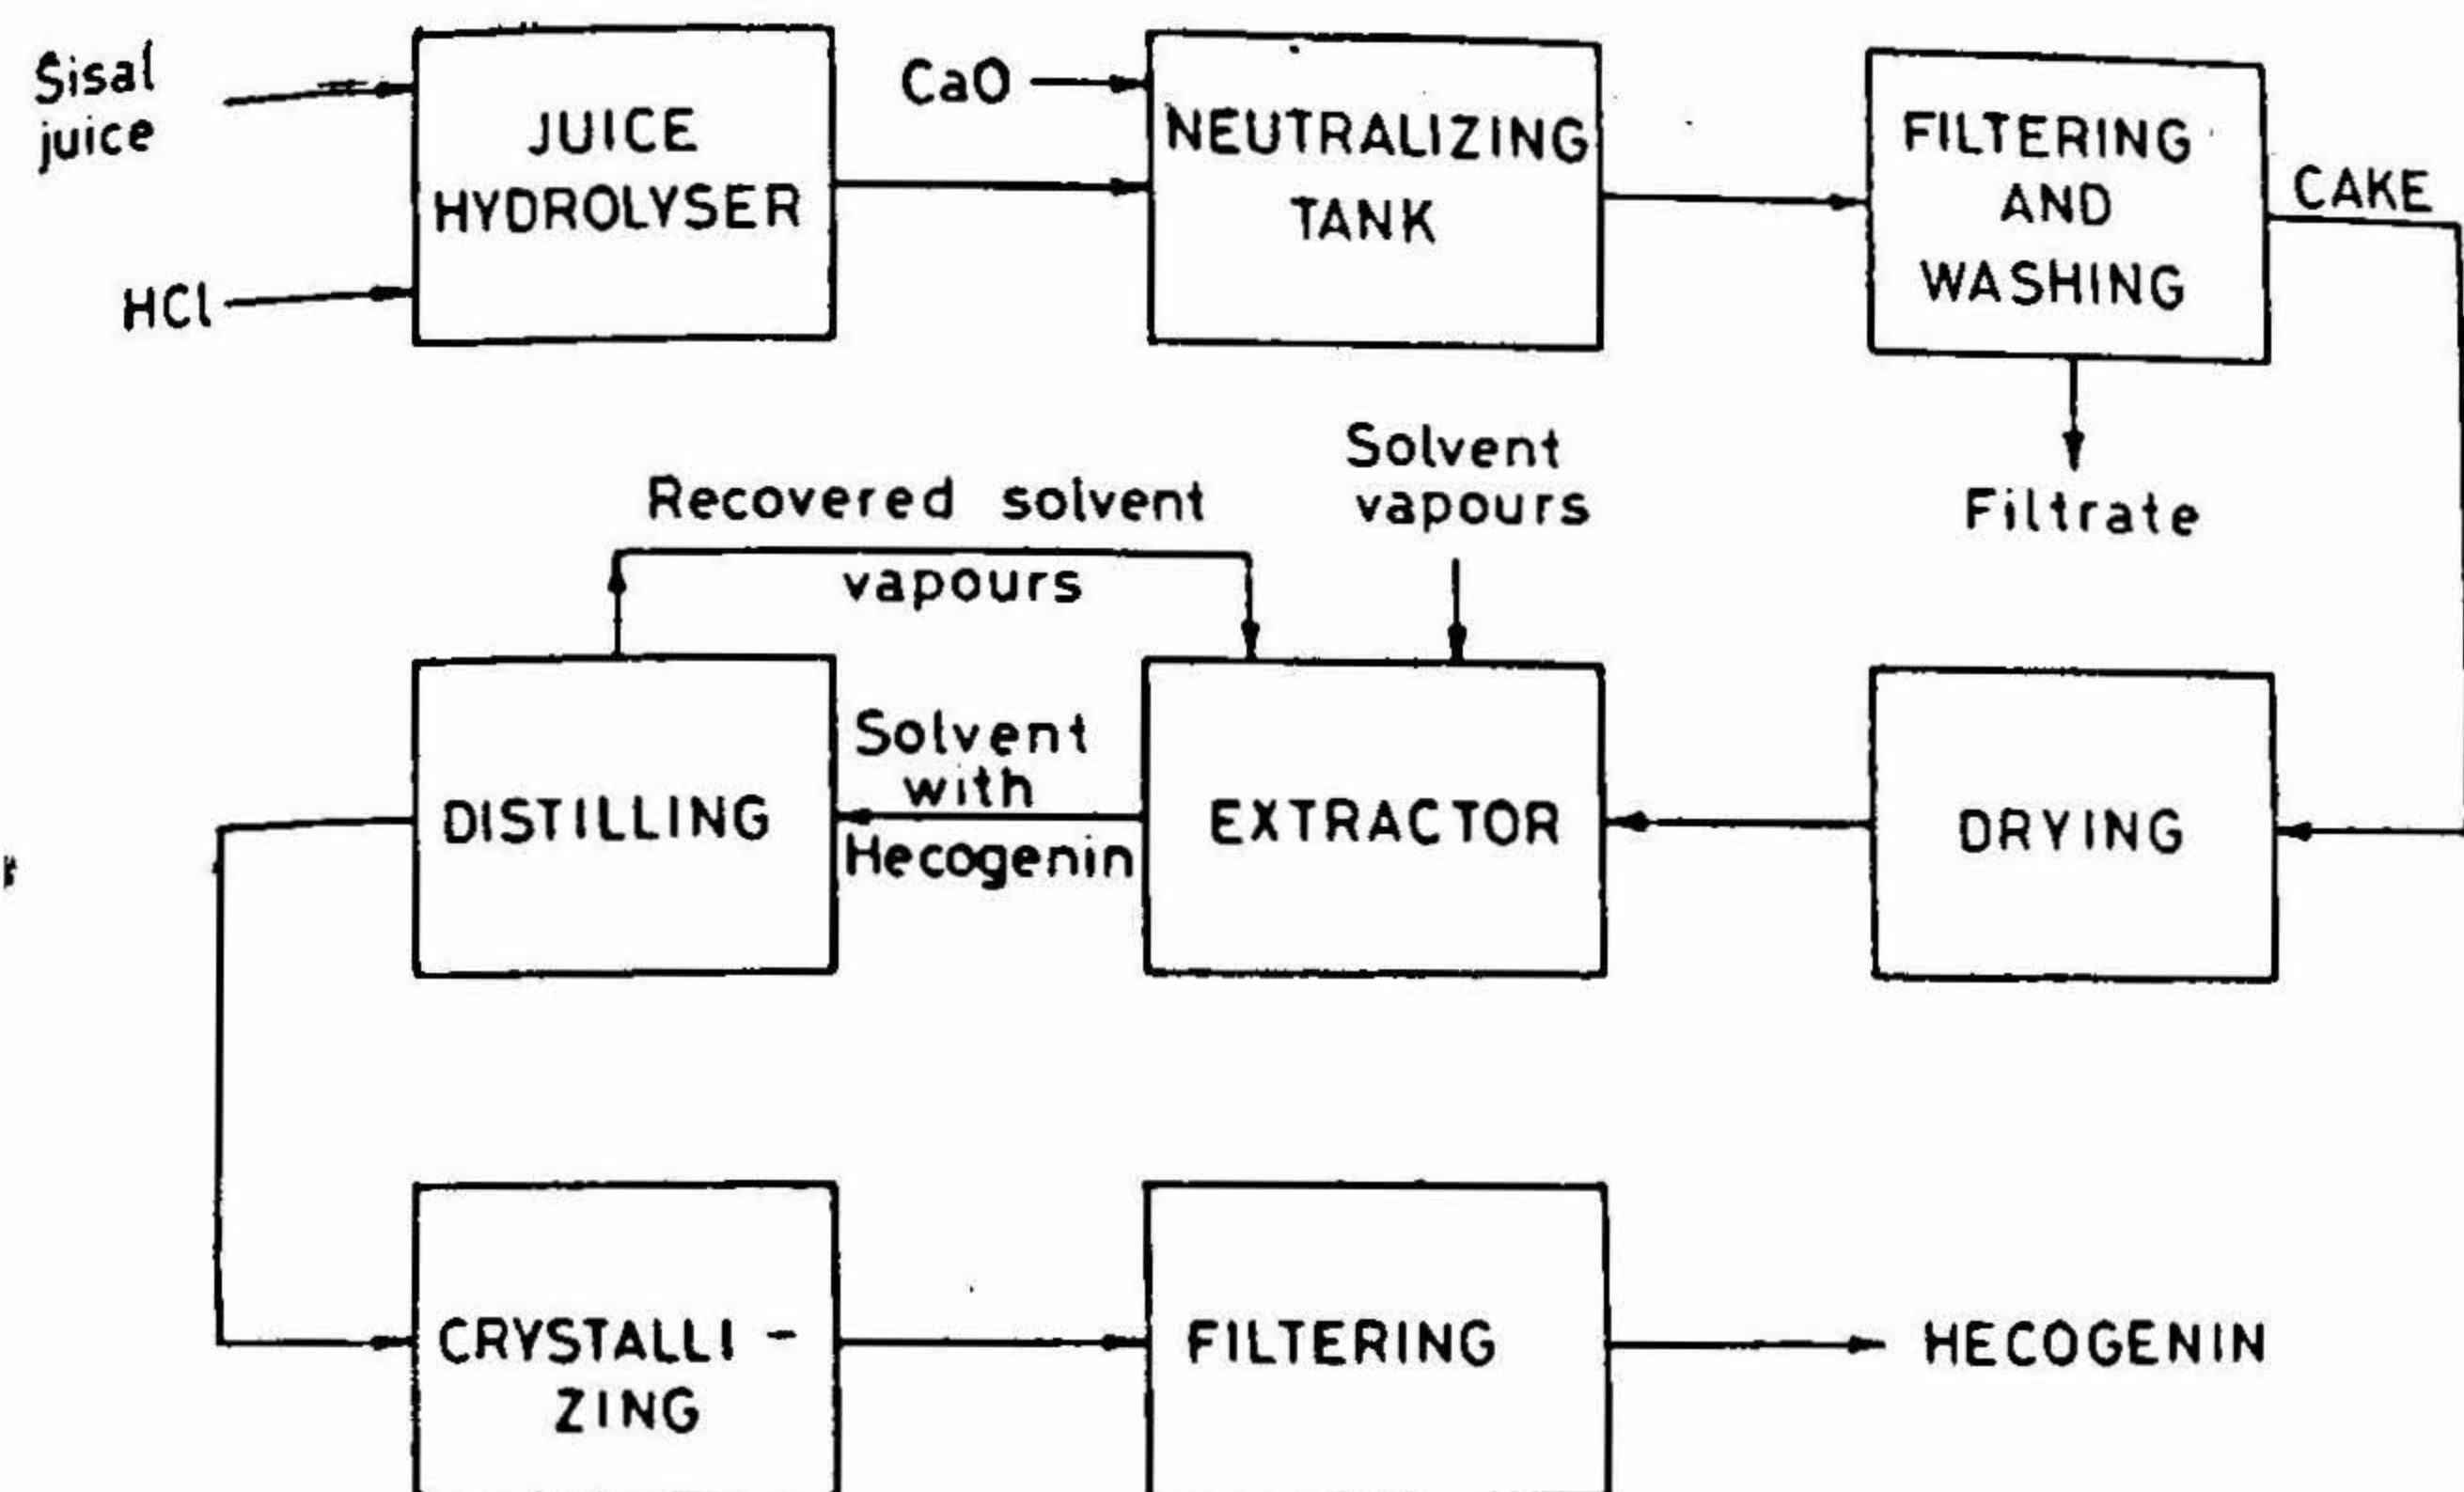 Sisal
juice
HCl
JUICE
HYDROLYSER
CaO
NEUTRALIZING
TANK
FILTERING
AND
WASHING
CAKE
Filtrate
Solvent
vapours
Recovered solvent
vapours
DISTILLING
Solvent
with
Hecogenin
EXTRACTOR
DRYING
CRYSTALLI-
ZING
FILTERING
HECOGENIN